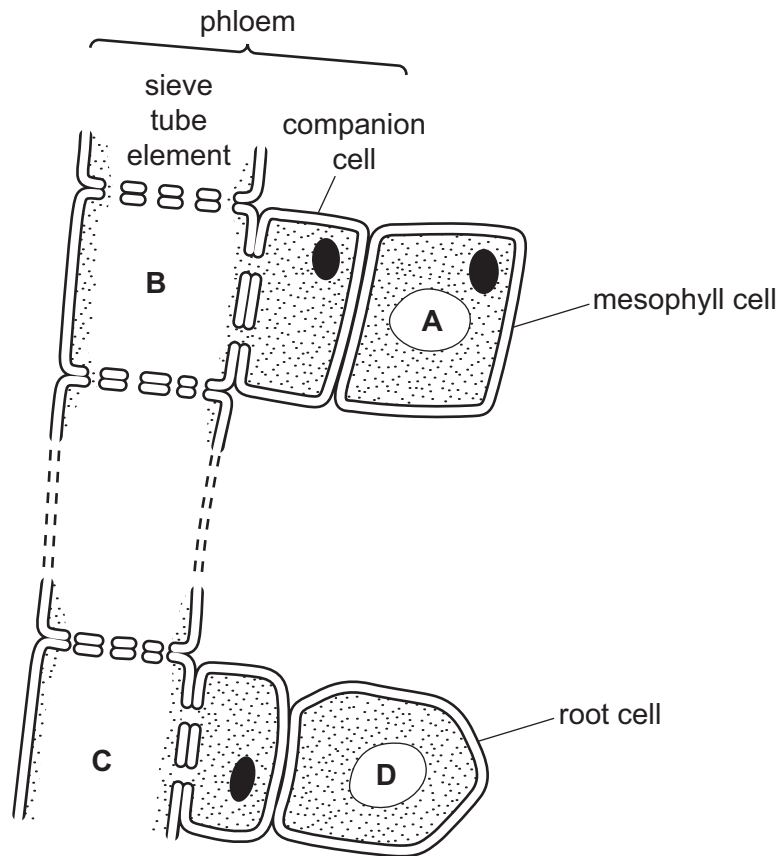 phloem
sieve
tube
element
companion
cell
B
A
mesophyll cell
root cell
C
D